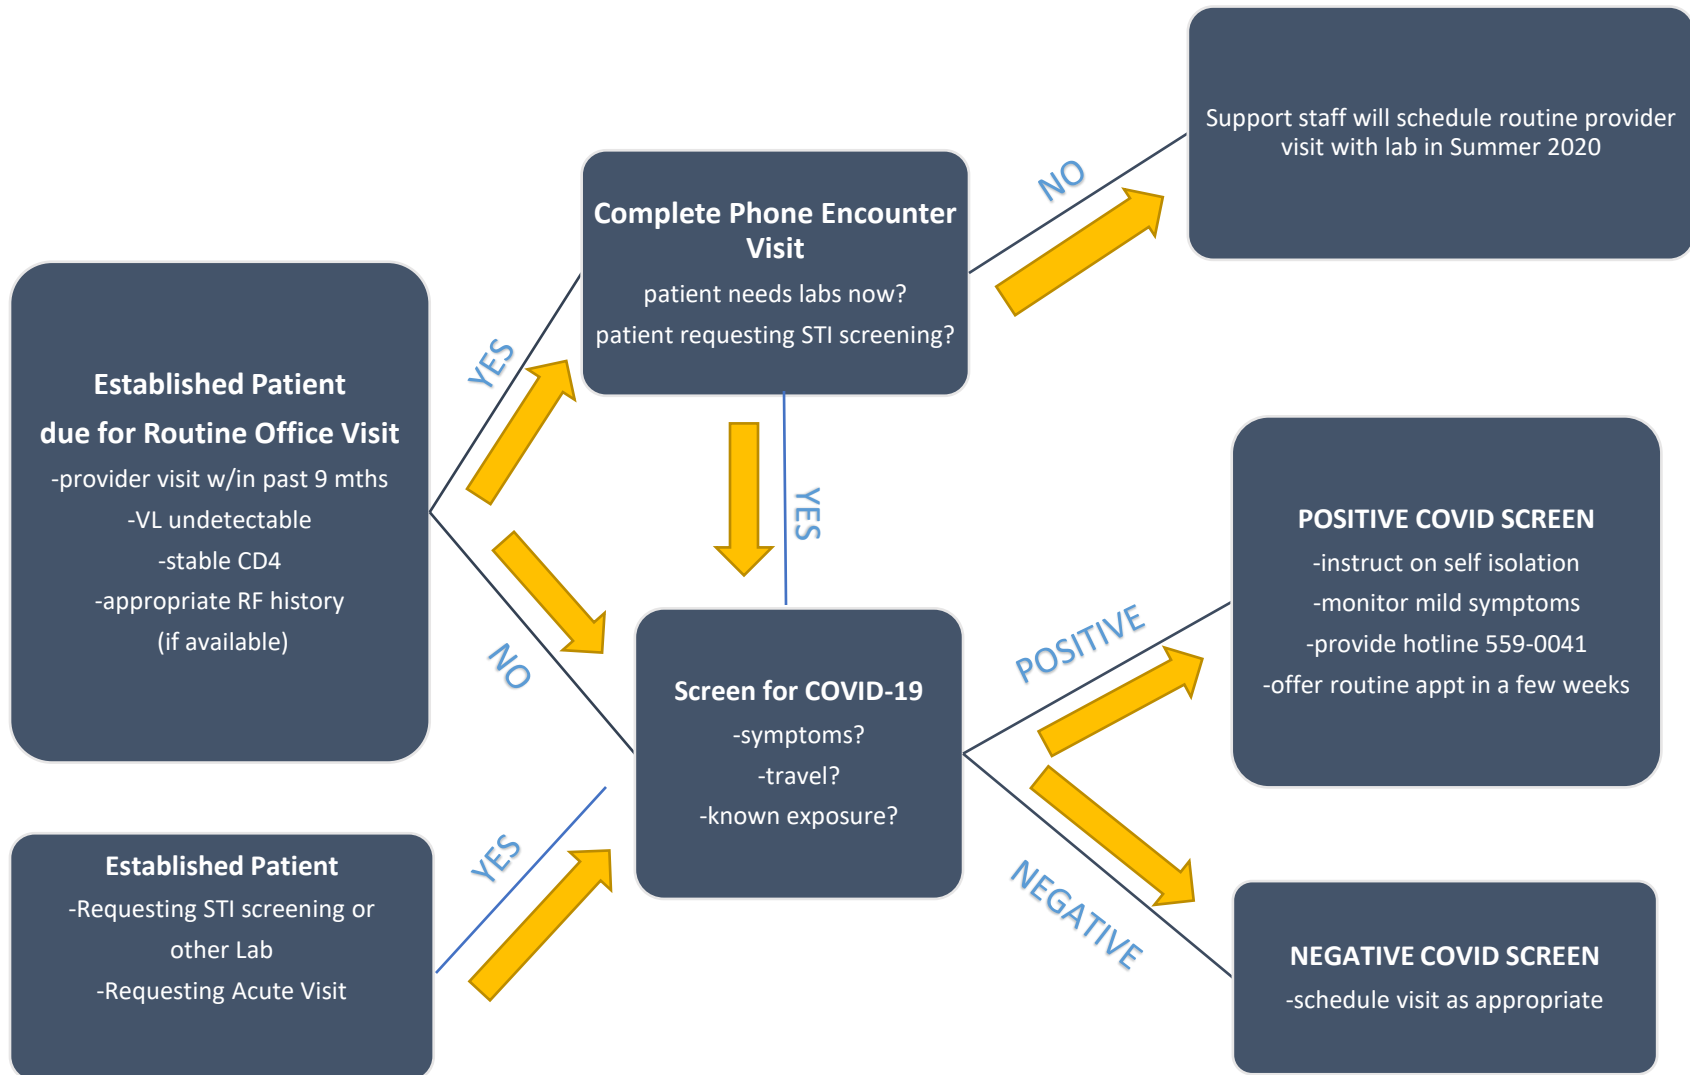 Established Patient
due for Routine Office Visit
-provider visit w/in past 9 mths
-VL undetectable
-stable CD4
-appropriate RF history
(if available)
YES
NO
Complete Phone Encounter
Visit
patient needs labs now?
patient requesting STI screening?
NO
Support staff will schedule routine provider
visit with lab in Summer 2020
YES
Established Patient
-Requesting STI screening or
other Lab
-Requesting Acute Visit
YES
Screen for COVID-19
-symptoms?
-travel?
-known exposure?
POSITIVE
POSITIVE COVID SCREEN
-instruct on self isolation
-monitor mild symptoms
-provide hotline 559-0041
-offer routine appt in a few weeks
NEGATIVE
NEGATIVE COVID SCREEN
-schedule visit as appropriate